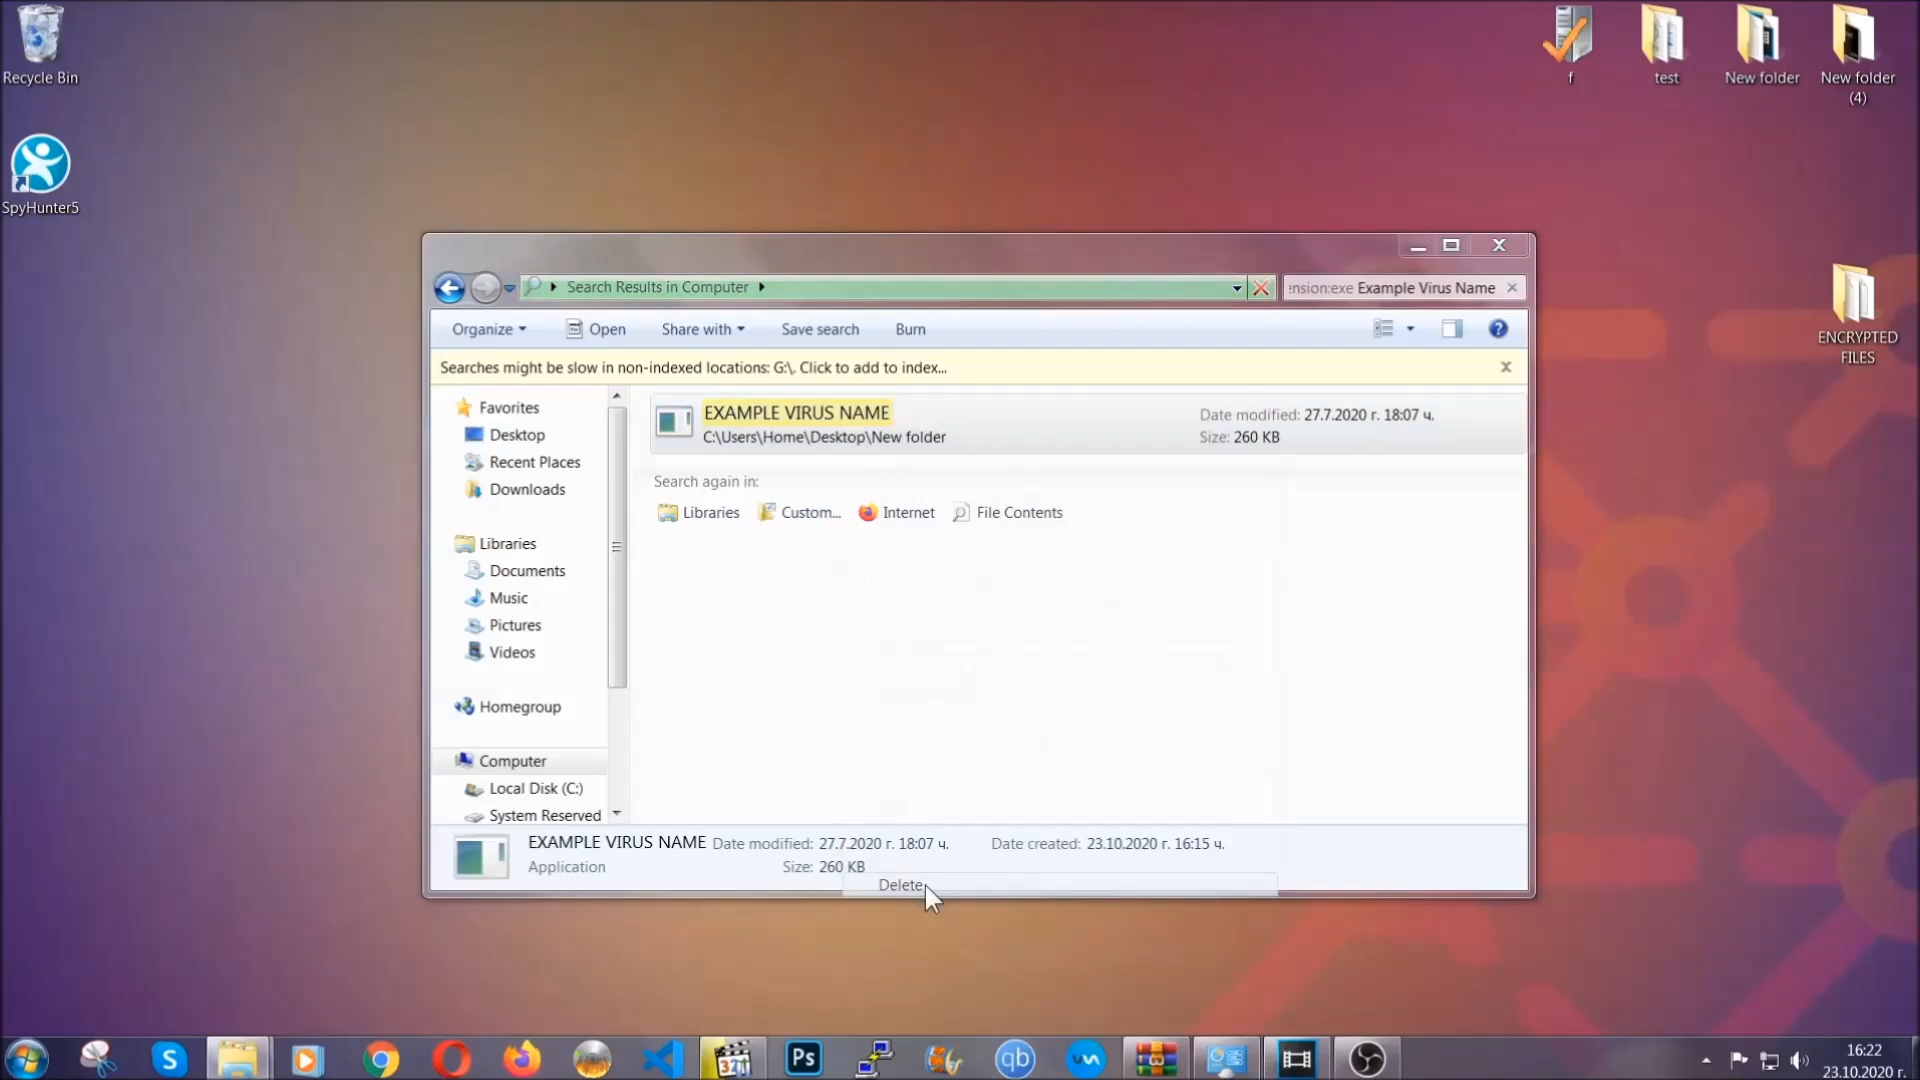 Recycle Bin
SpyHunter5
f
test
New folder
New folder
(4)
ENCRYPTED
FILES
Search Results in Computer
ension:exe Example Virus Name
Organize
Open
Share with
Save search
Burn
Searches might be slow in non-indexed locations: G:\. Click to add to index...
Favorites
Desktop
Recent Places
Downloads
Libraries
Documents
Music
Pictures
Videos
Homegroup
Computer
Local Disk (C:)
System Reserved
EXAMPLE VIRUS NAME
C:\Users\Home\Desktop\New folder
Date modified: 27.7.2020 г. 18:07 ч.
Size: 260 KB
Search again in:
Libraries
Custom...
Internet
File Contents
EXAMPLE VIRUS NAME Date modified: 27.7.2020 г. 18:07 ч. Date created: 23.10.2020 г. 16:15 ч.
Application Size: 260 KB
Delete
S
321
Ps
qb
16:22
23.10.2020 г.